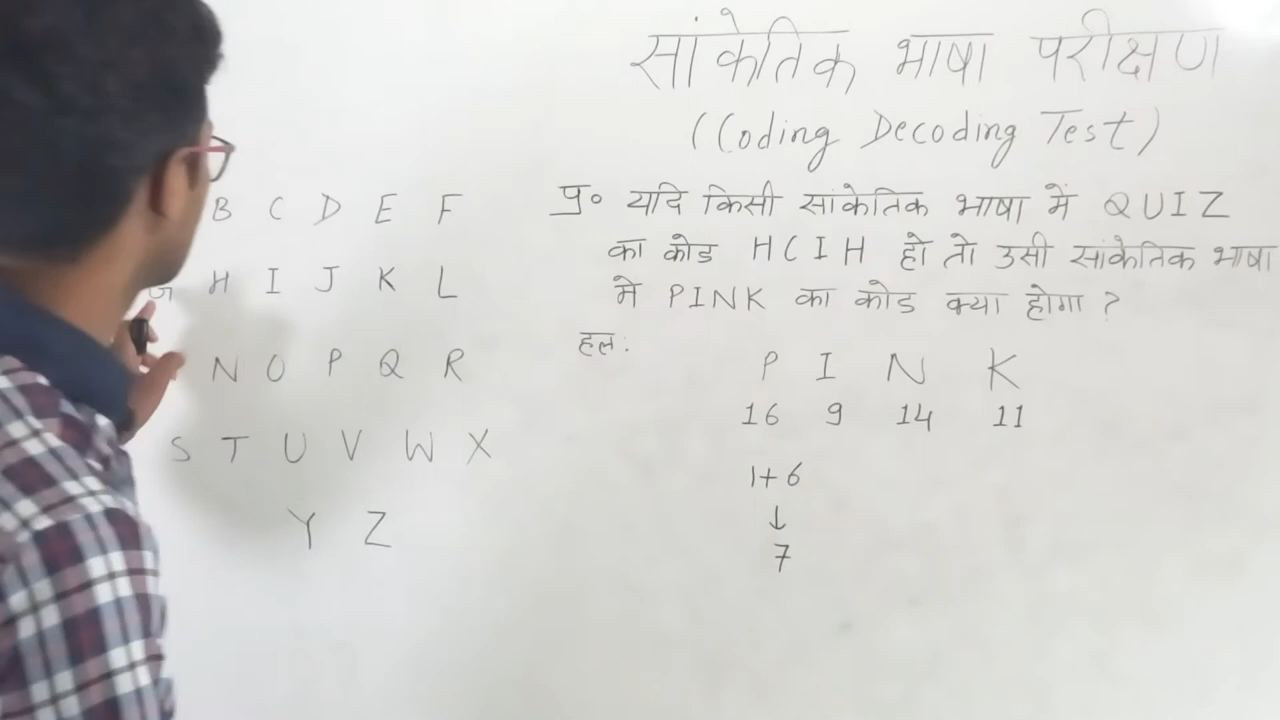 सांकेतिक भाषा परीक्षण
(Coding Decoding Test)
B C D E F
G H I J K L
N O P Q R
S T U V W X
Y Z
प्र० यदि किसी सांकेतिक भाषा में QUIZ
का कोड HCIH हो तो उसी सांकेतिक भाषा
मे PINK का कोड क्या होगा ?
हल:
P I N K
16 9 14 11
1+6
↓
7